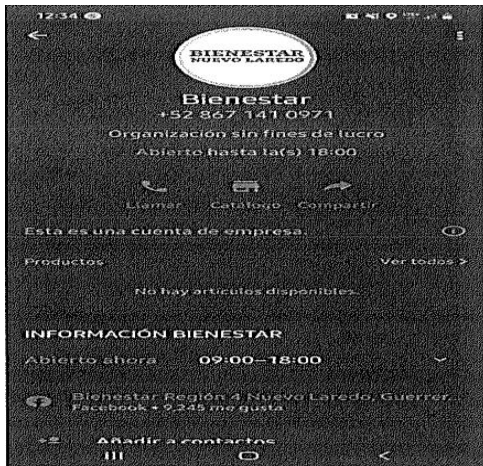 12:34
BIENESTAR
NUEVO LAREDO
Bienestar
+52 867 141 0971
Organización sin fines de lucro
Abierto hasta la(s) 18:00
Llamar Catálogo Compartir
Esta es una cuenta de empresa.
Productos Ver todos >
No hay artículos disponibles.
INFORMACIÓN BIENESTAR
Abierto ahora 09:00–18:00
Bienestar Región 4 Nuevo Laredo, Guerrer...
Facebook • 9,245 me gusta
Añadir a contactos